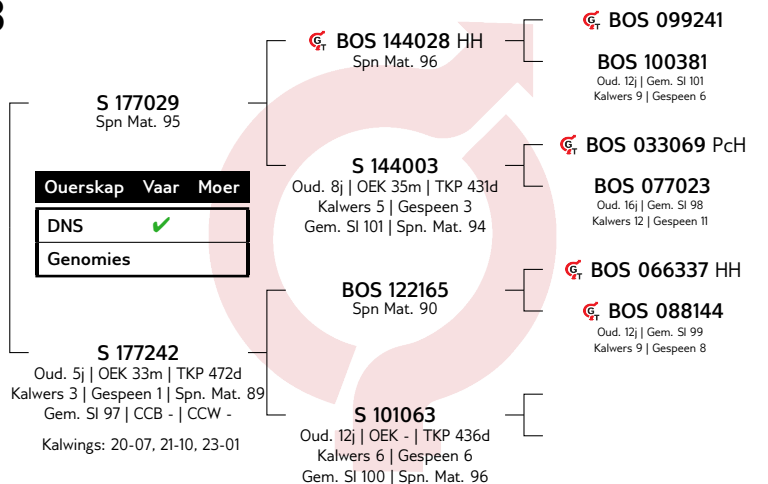 S 177029
Spn Mat. 95
Ouerskap Vaar Moer
DNS ✔
Genomies
S 177242
Oud. 5j | OEK 33m | TKP 472d
Kalwers 3 | Gespeen 1 | Spn. Mat. 89
Gem. SI 97 | CCB - | CCW -
Kalwings: 20-07, 21-10, 23-01
GT BOS 144028 HH
Spn Mat. 96
S 144003
Oud. 8j | OEK 35m | TKP 431d
Kalwers 5 | Gespeen 3
Gem. SI 101 | Spn. Mat. 94
BOS 122165
Spn Mat. 90
S 101063
Oud. 12j | OEK - | TKP 436d
Kalwers 6 | Gespeen 6
Gem. SI 100 | Spn. Mat. 96
GT BOS 099241
BOS 100381
Oud. 12j | Gem. SI 101
Kalwers 9 | Gespeen 6
GT BOS 033069 PcH
BOS 077023
Oud. 16j | Gem. SI 98
Kalwers 12 | Gespeen 11
GT BOS 066337 HH
GT BOS 088144
Oud. 12j | Gem. SI 99
Kalwers 9 | Gespeen 8